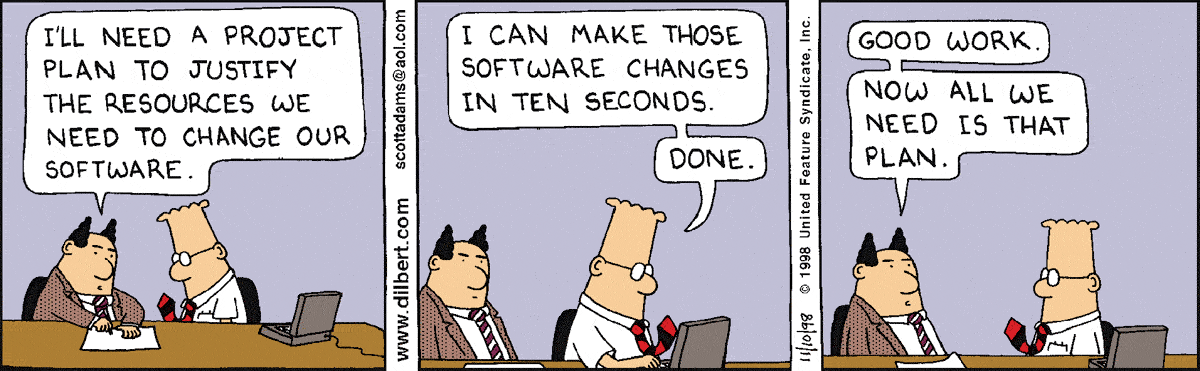 I'LL NEED A PROJECT
PLAN TO JUSTIFY
THE RESOURCES WE
NEED TO CHANGE OUR
SOFTWARE.
www.dilbert.com
scottadams@aol.com
I CAN MAKE THOSE
SOFTWARE CHANGES
IN TEN SECONDS.
DONE.
11/10/98
© 1998 United Feature Syndicate, Inc.
GOOD WORK.
NOW ALL WE
NEED IS THAT
PLAN.